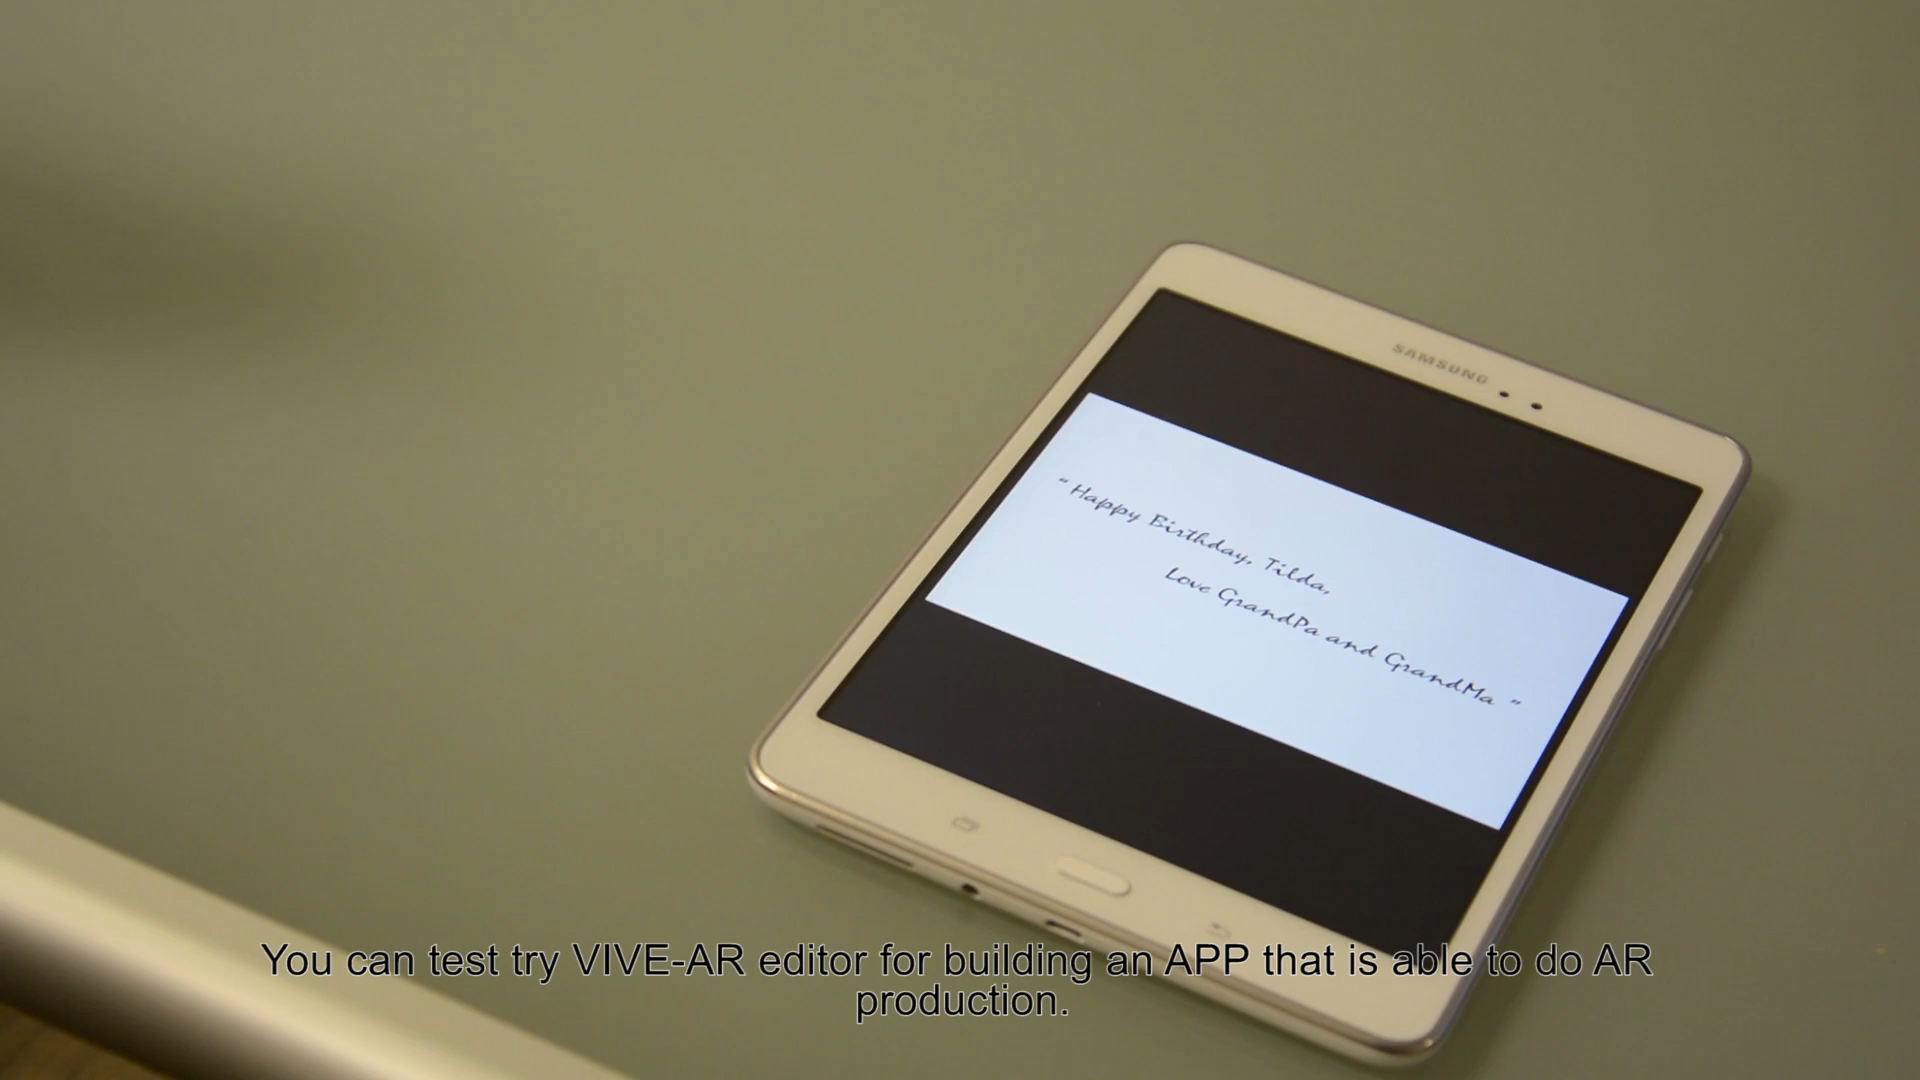 SAMSUNG
“Happy Birthday, Tilda,
Love GrandPa and GrandMa ”
You can test try VIVE-AR editor for building an APP that is able to do AR
production.